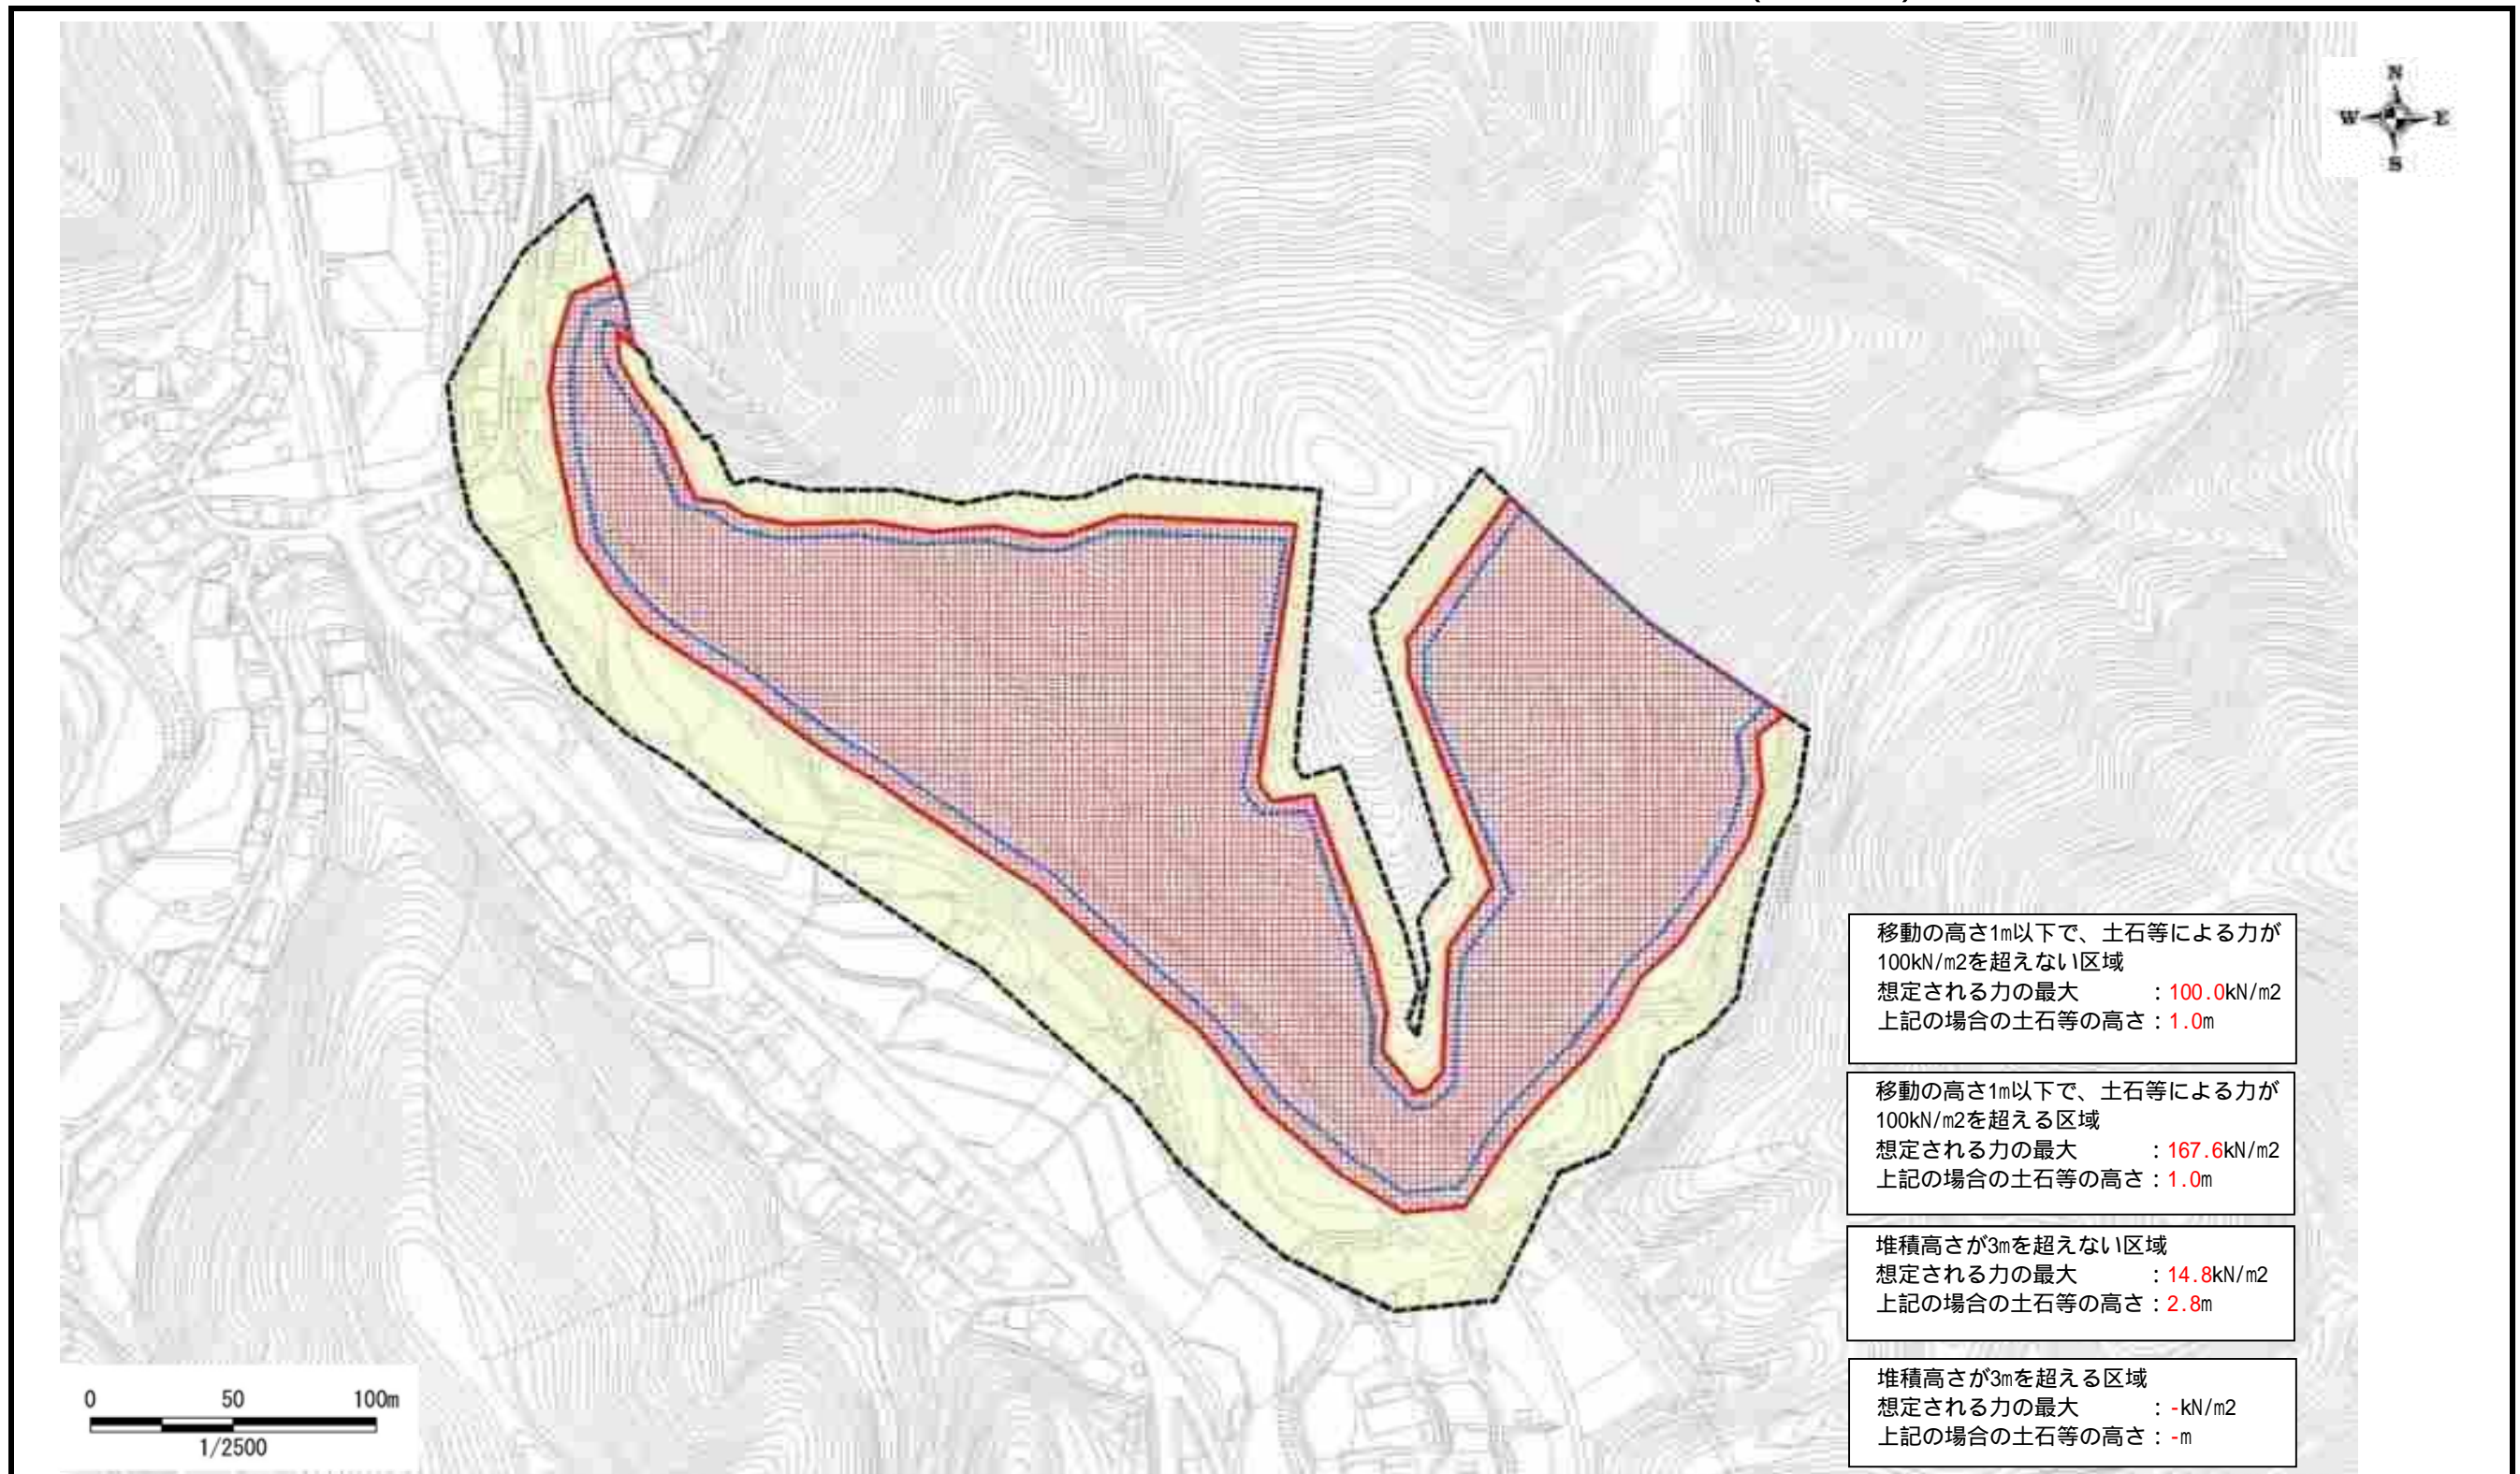 N
W E
S
移動の高さ1m以下で、土石等による力が
100kN/m2を超えない区域
想定される力の最大 : 100.0kN/m2
上記の場合の土石等の高さ : 1.0m
移動の高さ1m以下で、土石等による力が
100kN/m2を超える区域
想定される力の最大 : 167.6kN/m2
上記の場合の土石等の高さ : 1.0m
堆積高さが3mを超えない区域
想定される力の最大 : 14.8kN/m2
上記の場合の土石等の高さ : 2.8m
堆積高さが3mを超える区域
想定される力の最大 : -kN/m2
上記の場合の土石等の高さ : -m
0 50 100m
1/2500